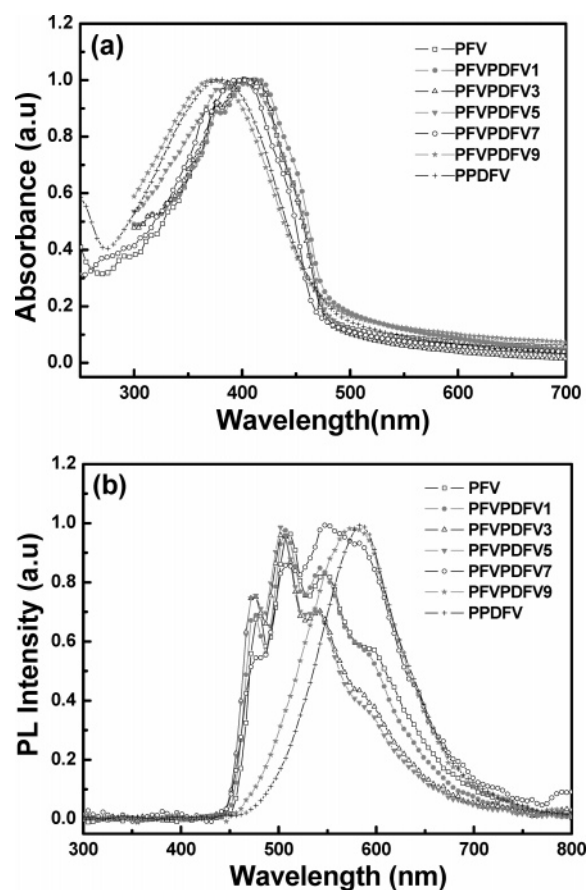 (a)
PFV
PFVPDFV1
PFVPDFV3
PFVPDFV5
PFVPDFV7
PFVPDFV9
PPDFV
Absorbance (a.u)
1.2
1.0
0.8
0.6
0.4
0.2
0.0
300 400 500 600 700
Wavelength(nm)
(b)
PFV
PFVPDFV1
PFVPDFV3
PFVPDFV5
PFVPDFV7
PFVPDFV9
PPDFV
PL Intensity (a.u)
1.2
1.0
0.8
0.6
0.4
0.2
0.0
300 400 500 600 700 800
Wavelength (nm)